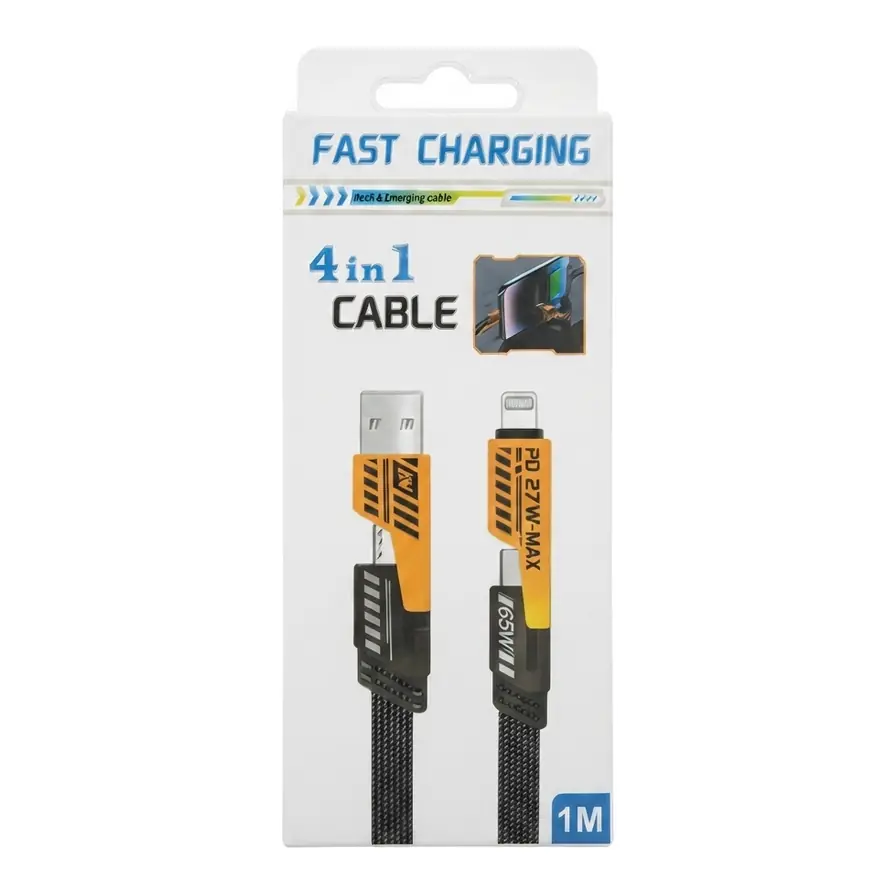 FAST CHARGING
Itech & Emerging cable
4 in 1
CABLE
PD 27W-MAX
65W
1M